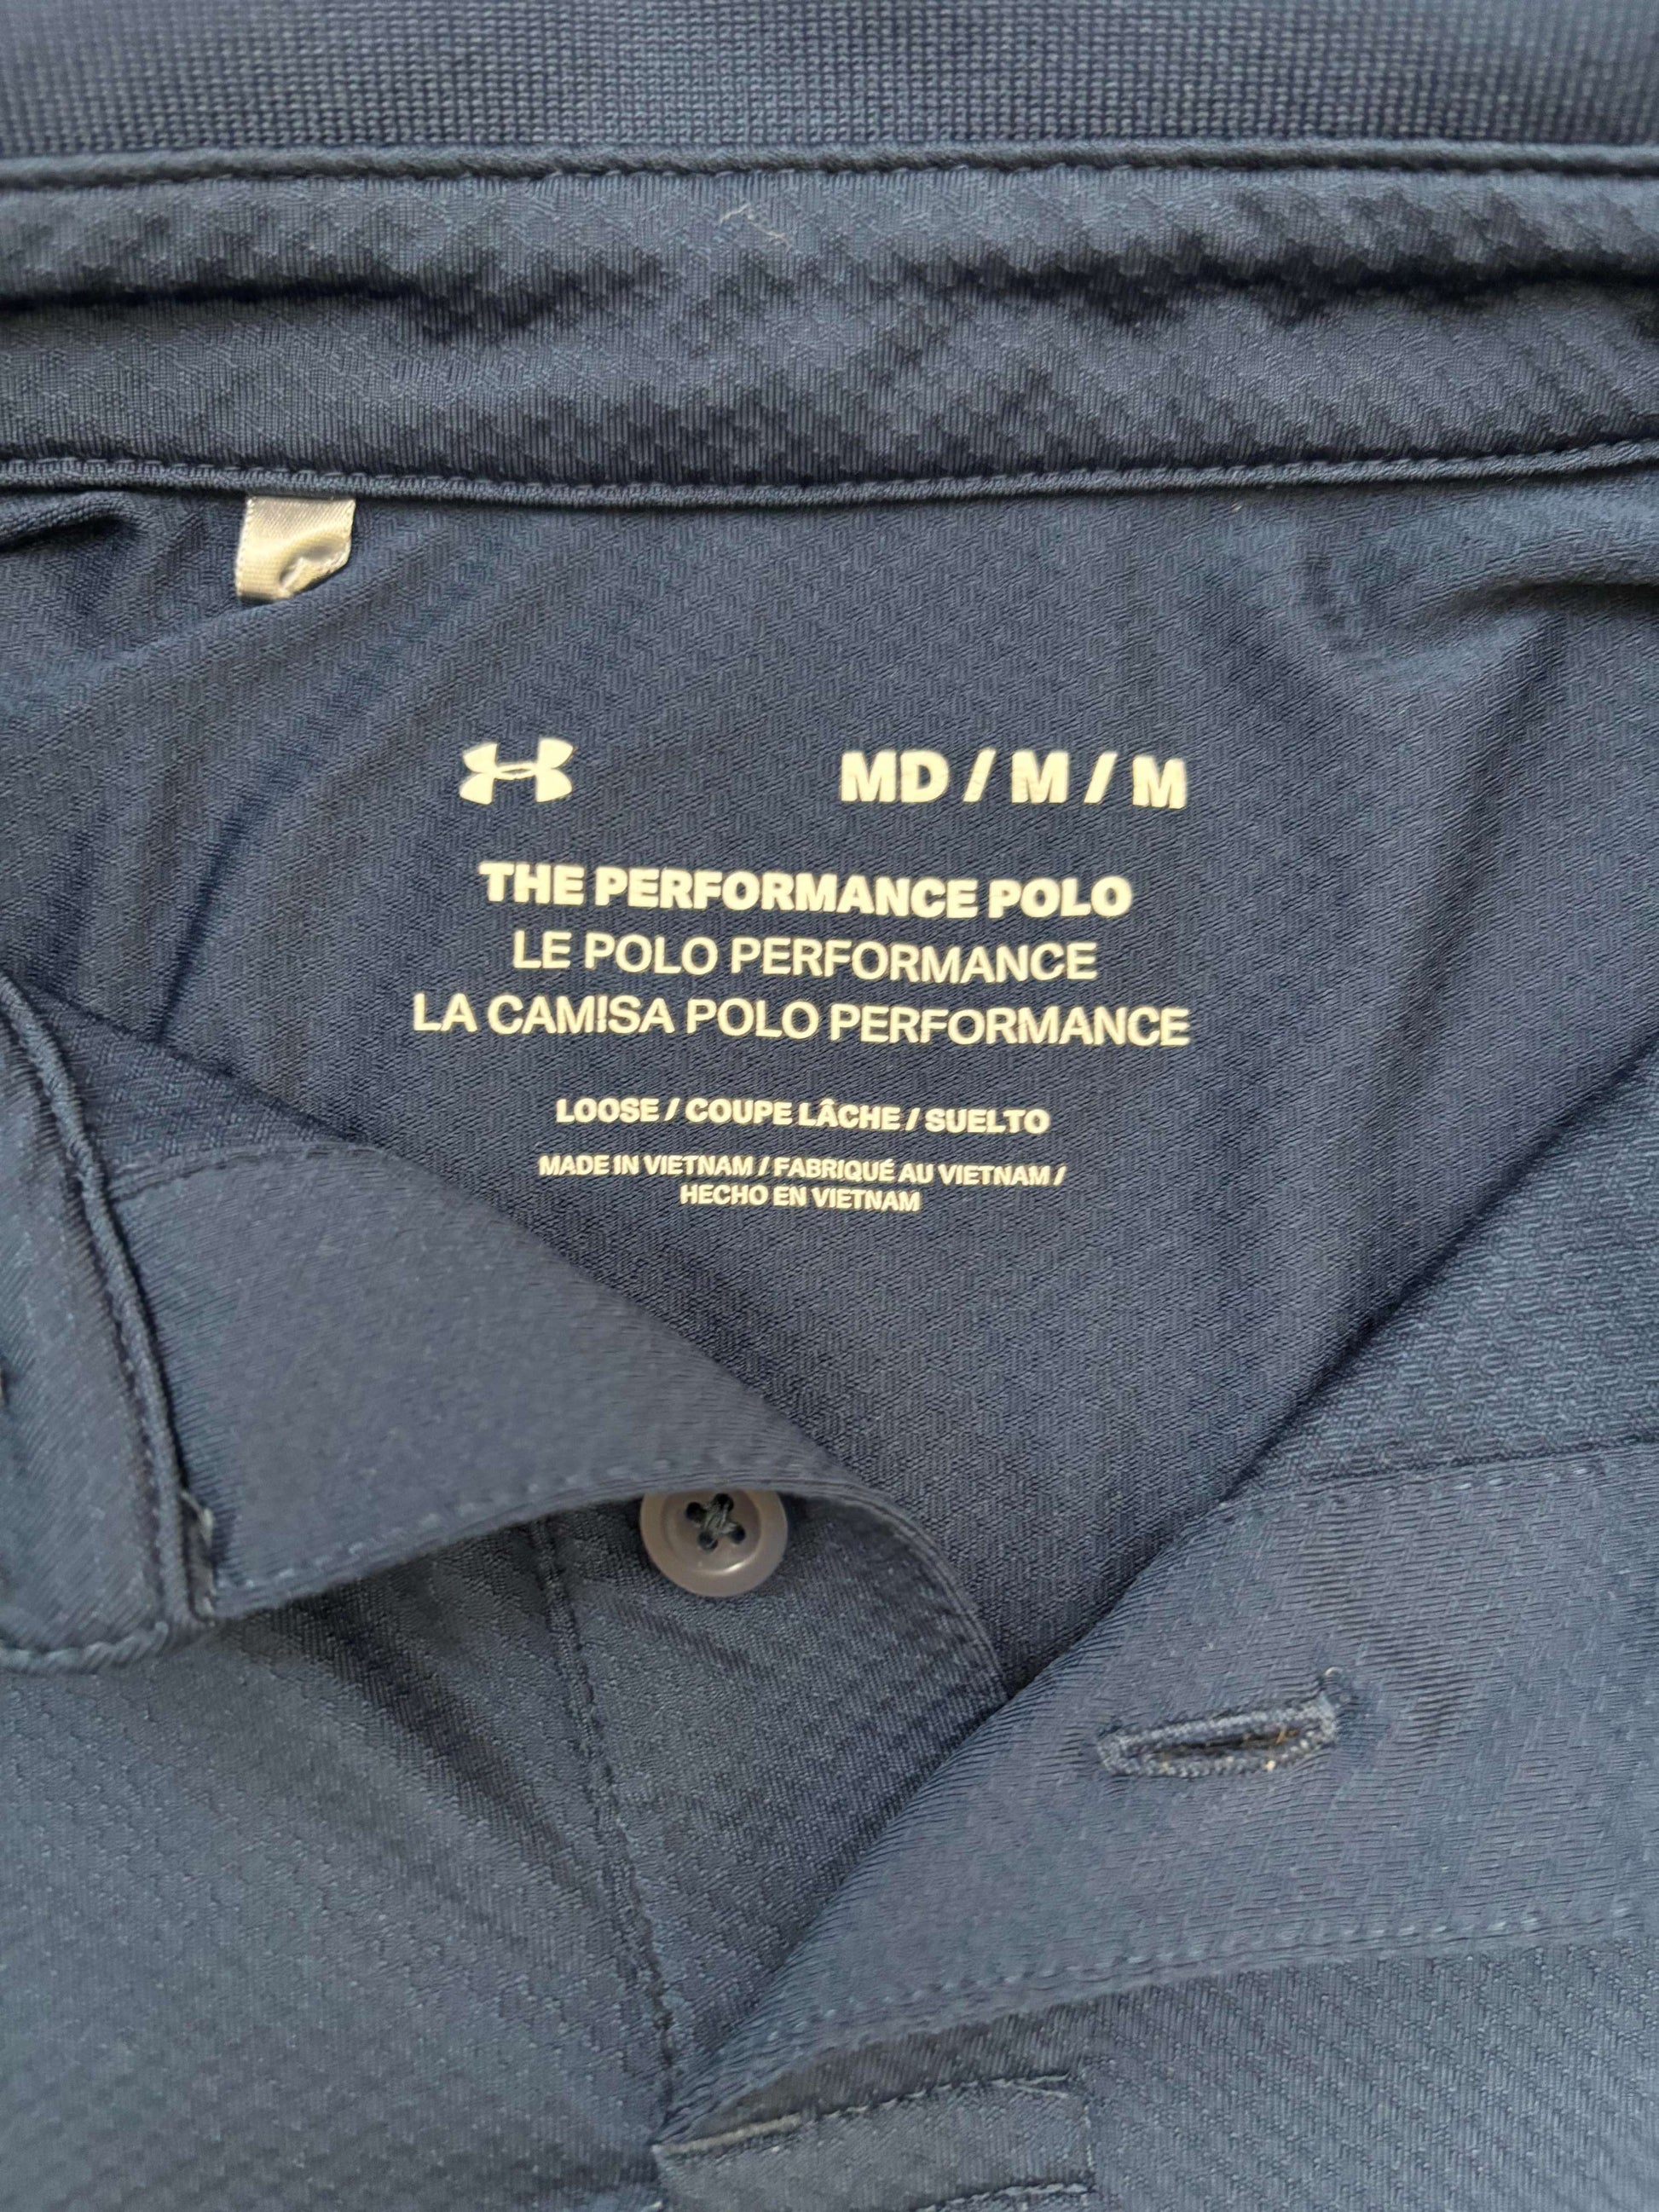 MD / M / M
THE PERFORMANCE POLO
LE POLO PERFORMANCE
LA CAMISA POLO PERFORMANCE
LOOSE / COUPE LÂCHE / SUELTO
MADE IN VIETNAM / FABRIQUÉ AU VIETNAM /
HECHO EN VIETNAM